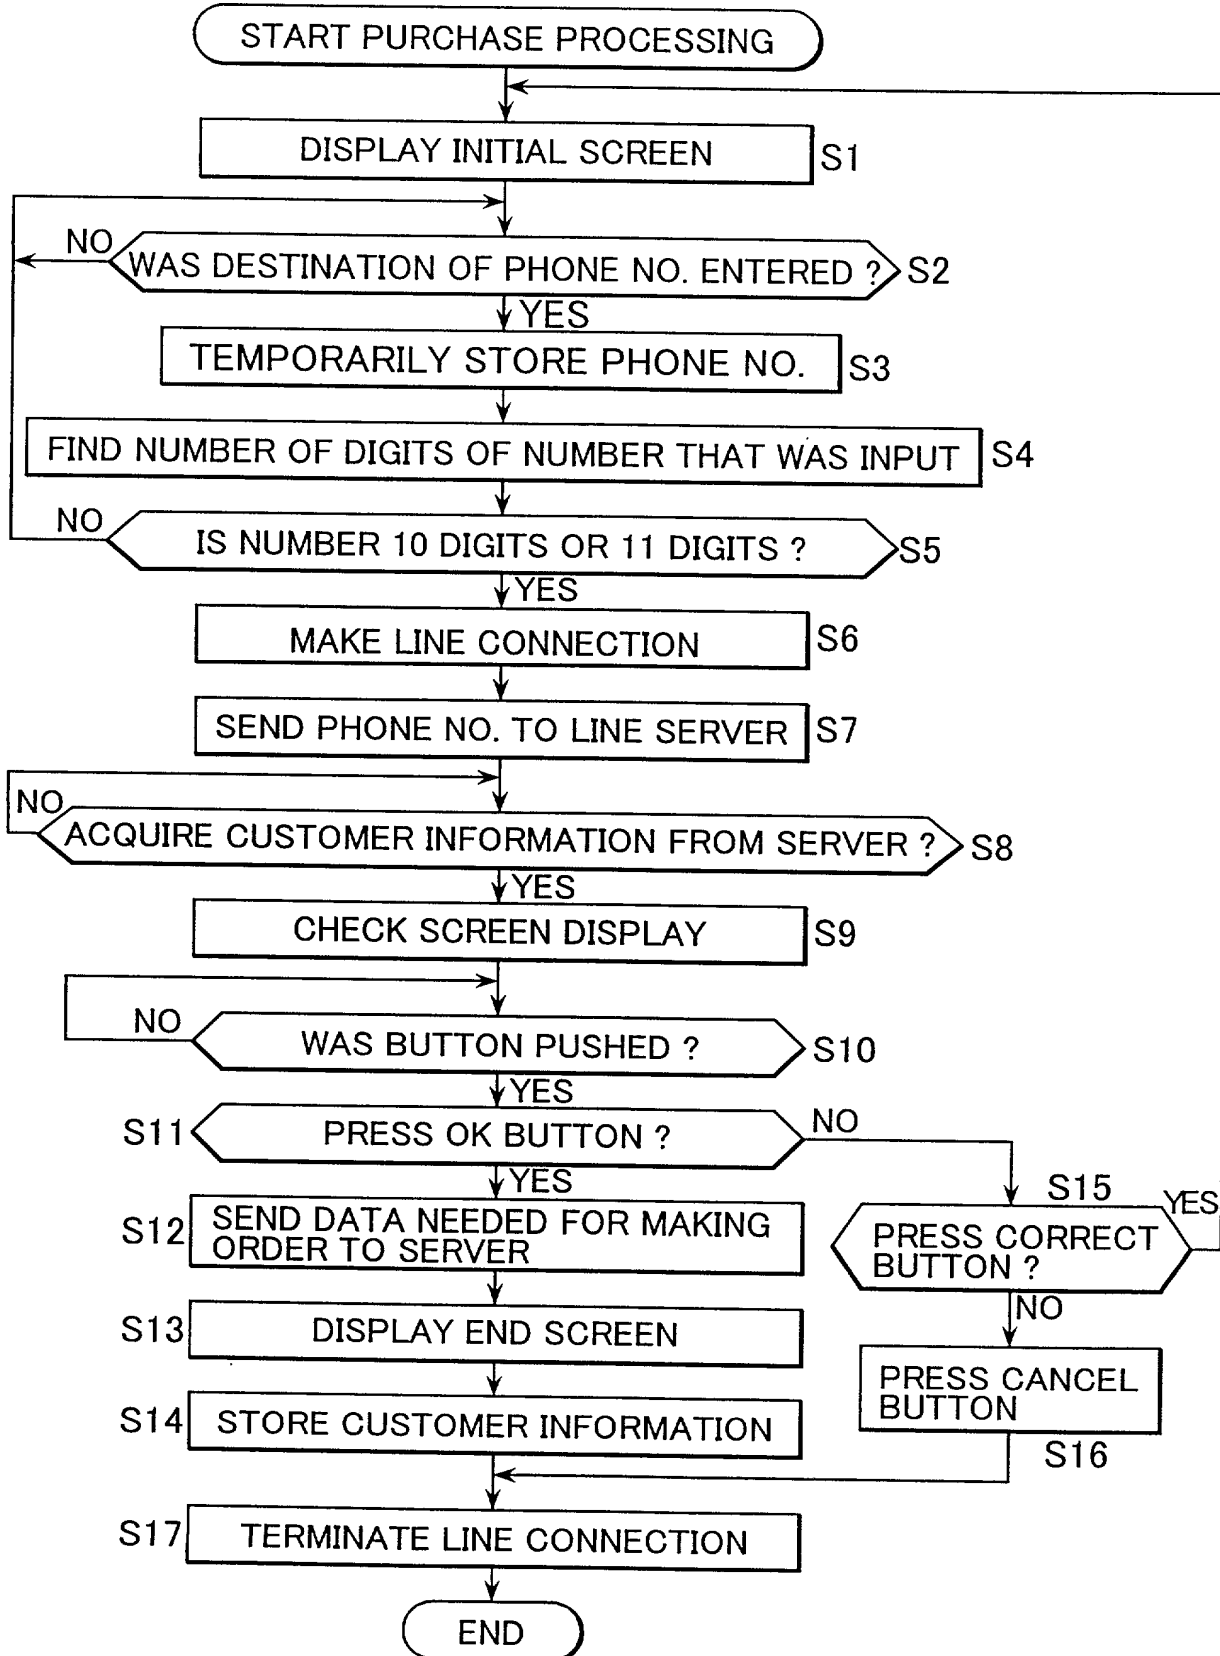 START PURCHASE PROCESSING
DISPLAY INITIAL SCREEN
S1
NO
WAS DESTINATION OF PHONE NO. ENTERED ?
S2
YES
TEMPORARILY STORE PHONE NO.
S3
FIND NUMBER OF DIGITS OF NUMBER THAT WAS INPUT
S4
NO
IS NUMBER 10 DIGITS OR 11 DIGITS ?
S5
YES
MAKE LINE CONNECTION
S6
SEND PHONE NO. TO LINE SERVER
S7
NO
ACQUIRE CUSTOMER INFORMATION FROM SERVER ?
S8
YES
CHECK SCREEN DISPLAY
S9
NO
WAS BUTTON PUSHED ?
S10
YES
S11
PRESS OK BUTTON ?
NO
YES
S15
YES
S12
SEND DATA NEEDED FOR MAKING
ORDER TO SERVER
PRESS CORRECT
BUTTON ?
NO
S13
DISPLAY END SCREEN
PRESS CANCEL
BUTTON
S14
STORE CUSTOMER INFORMATION
S16
S17
TERMINATE LINE CONNECTION
END